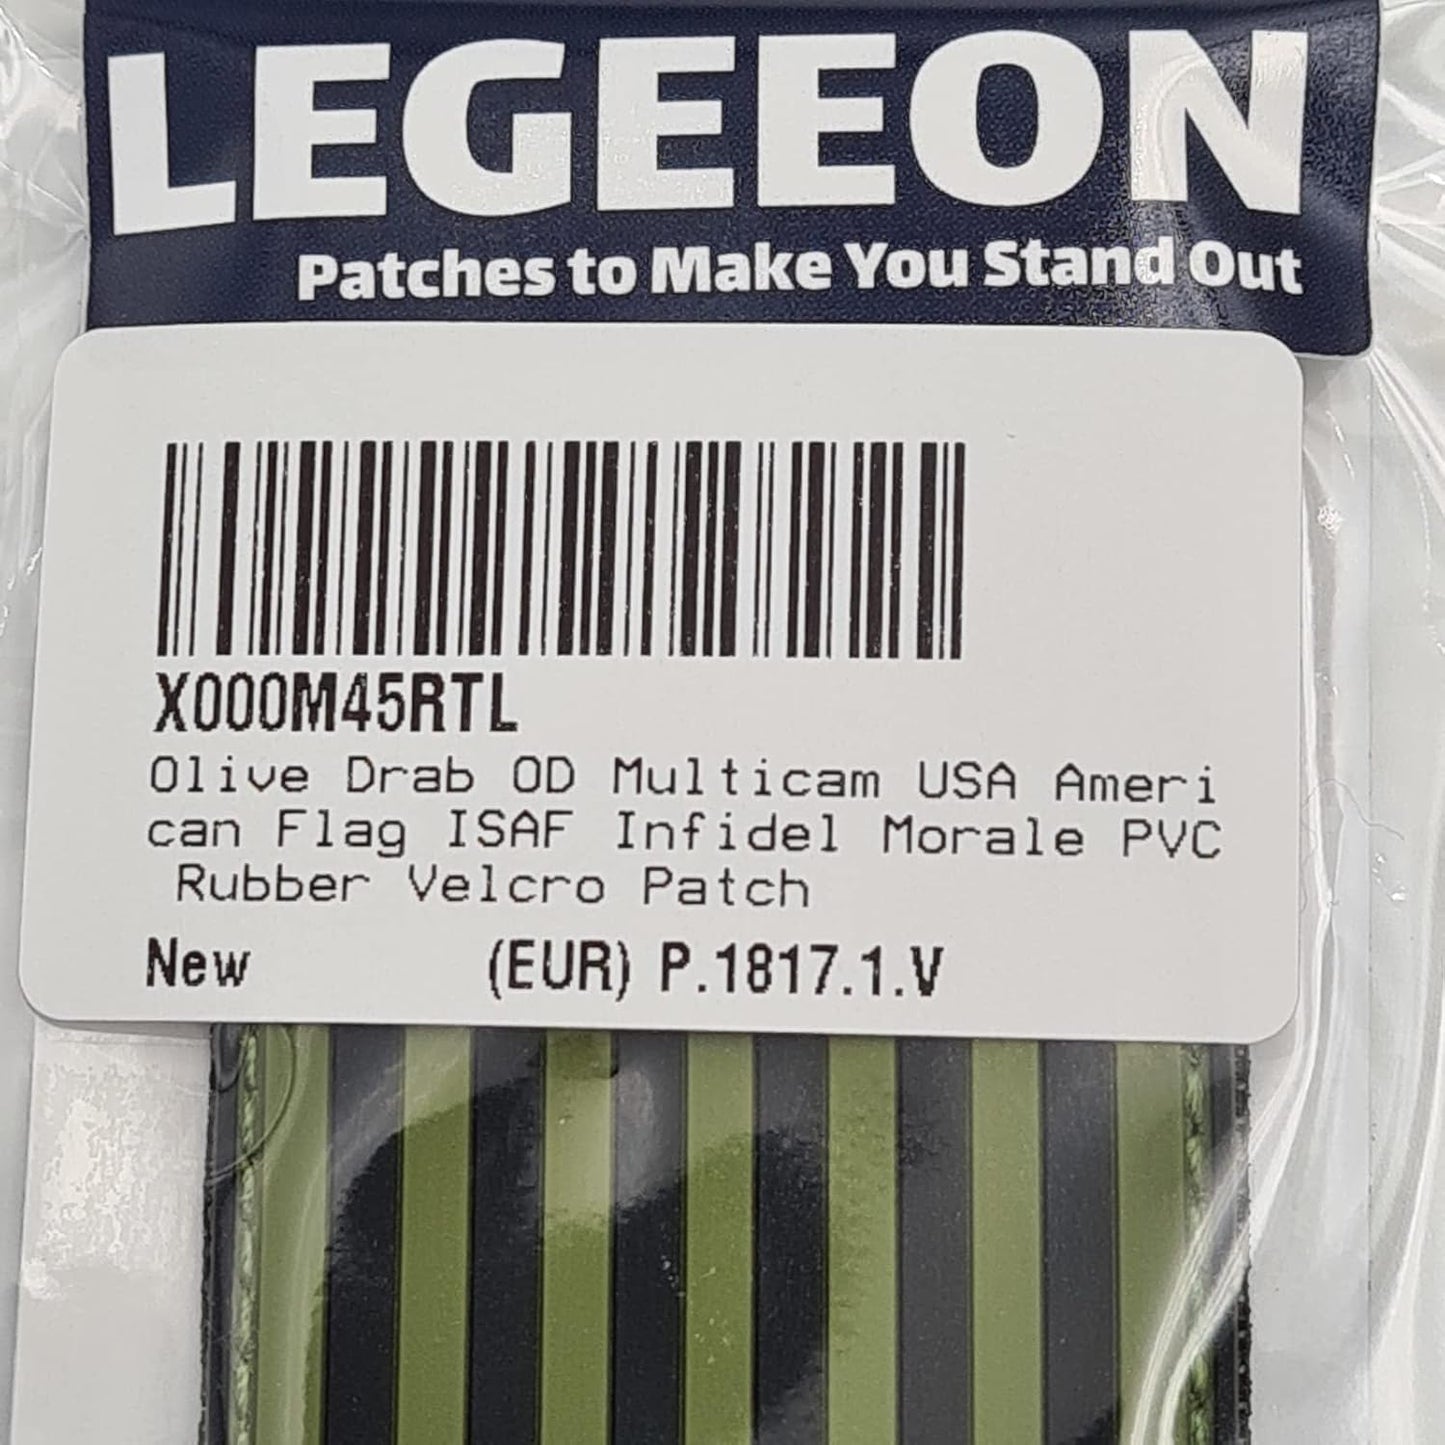 LEGEEON
Patches to Make You Stand Out
X000M45RTL
Olive Drab OD Multicam USA Ameri
can Flag ISAF Infidel Morale PVC
Rubber Velcro Patch
New (EUR) P.1817.1.V